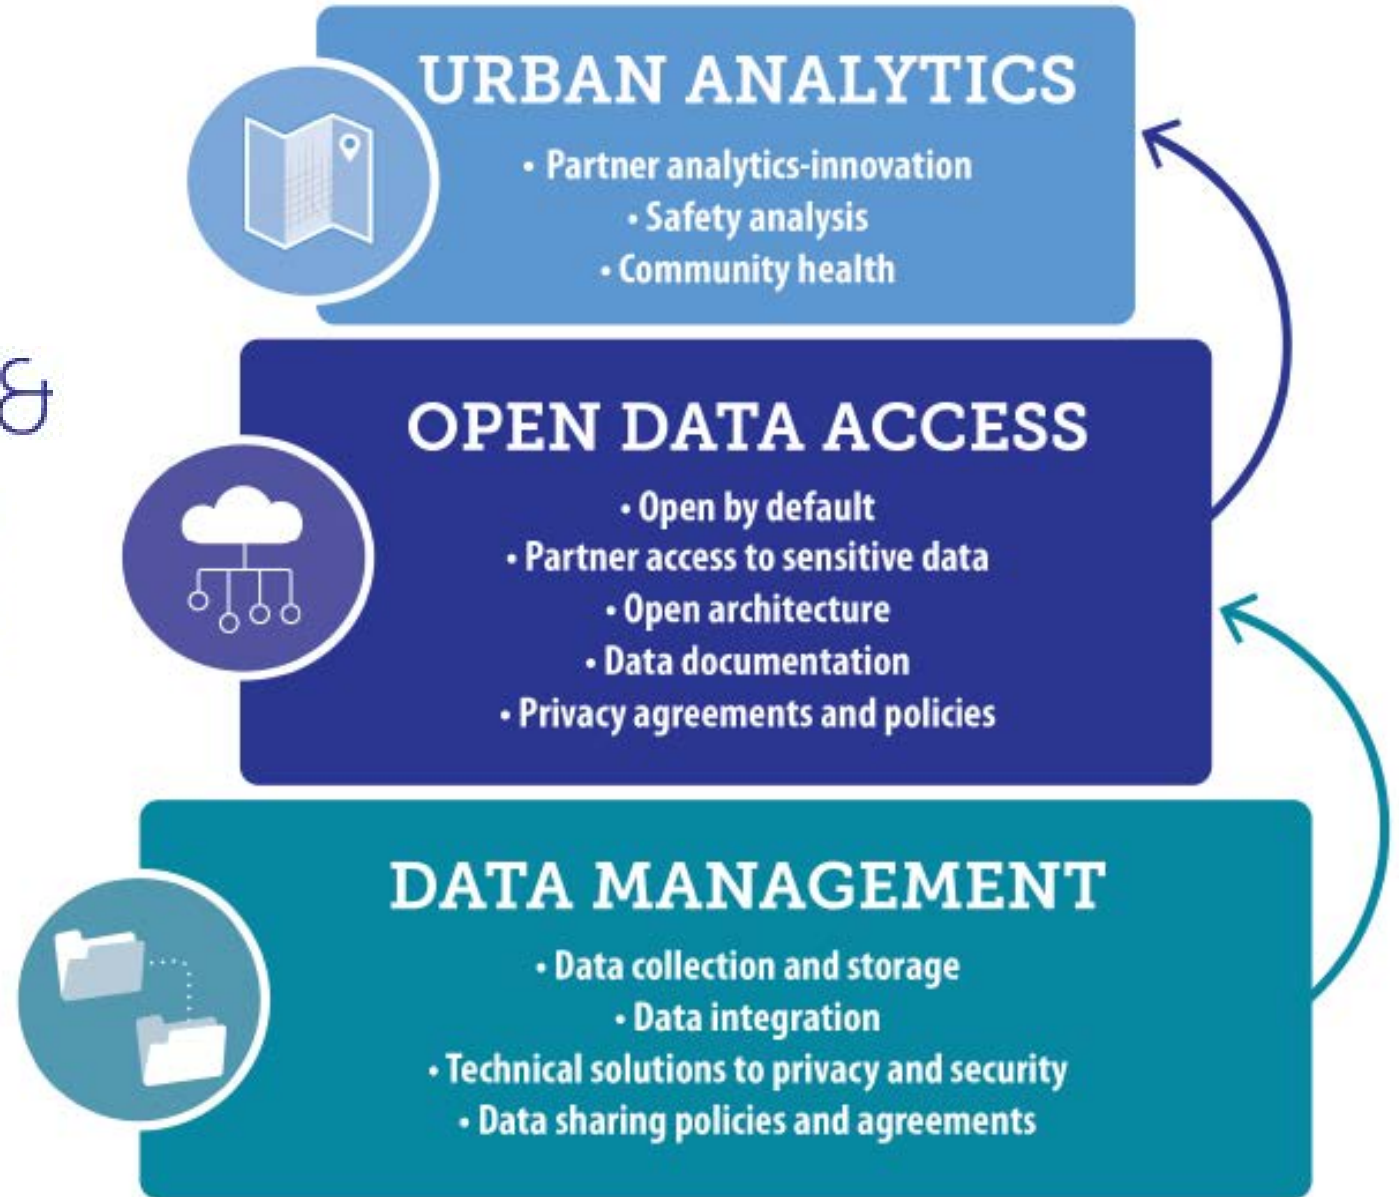 URBAN ANALYTICS
• Partner analytics-innovation
• Safety analysis
• Community health
&
OPEN DATA ACCESS
• Open by default
• Partner access to sensitive data
• Open architecture
• Data documentation
• Privacy agreements and policies
DATA MANAGEMENT
• Data collection and storage
• Data integration
• Technical solutions to privacy and security
• Data sharing policies and agreements